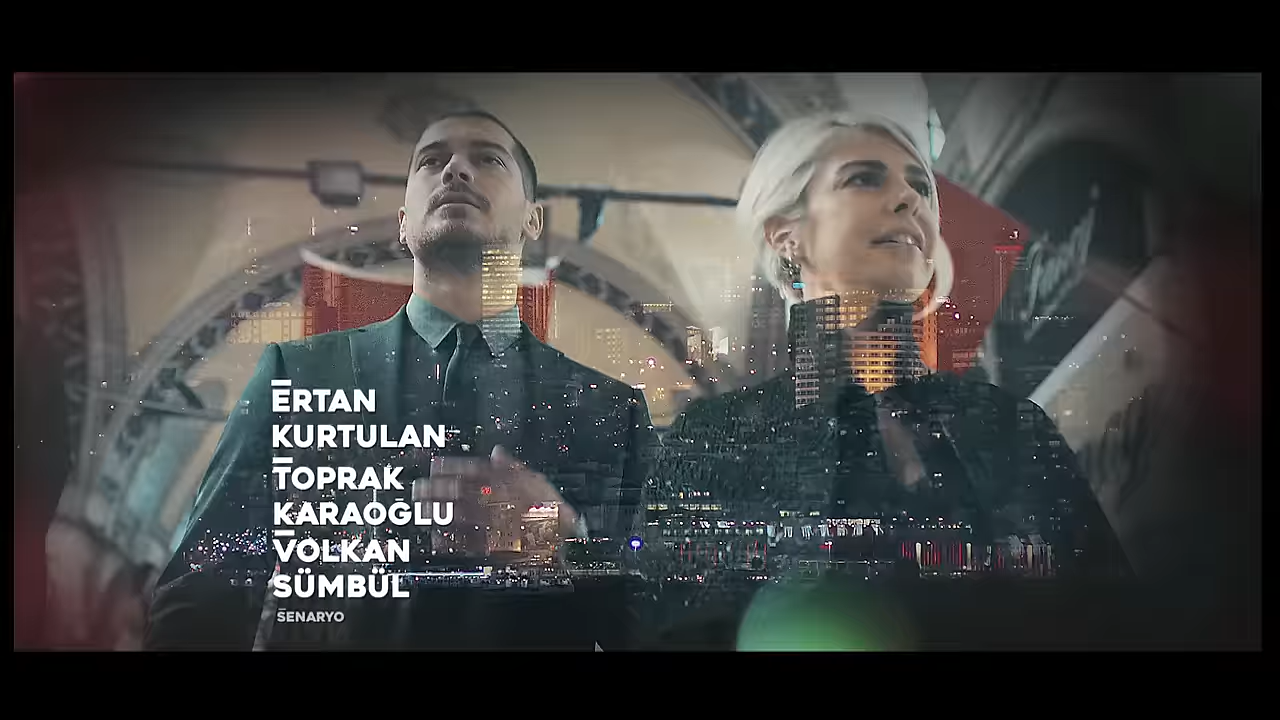 ERTAN
KURTULAN
TOPRAK
KARAOĞLU
VOLKAN
SÜMBÜL
SENARYO